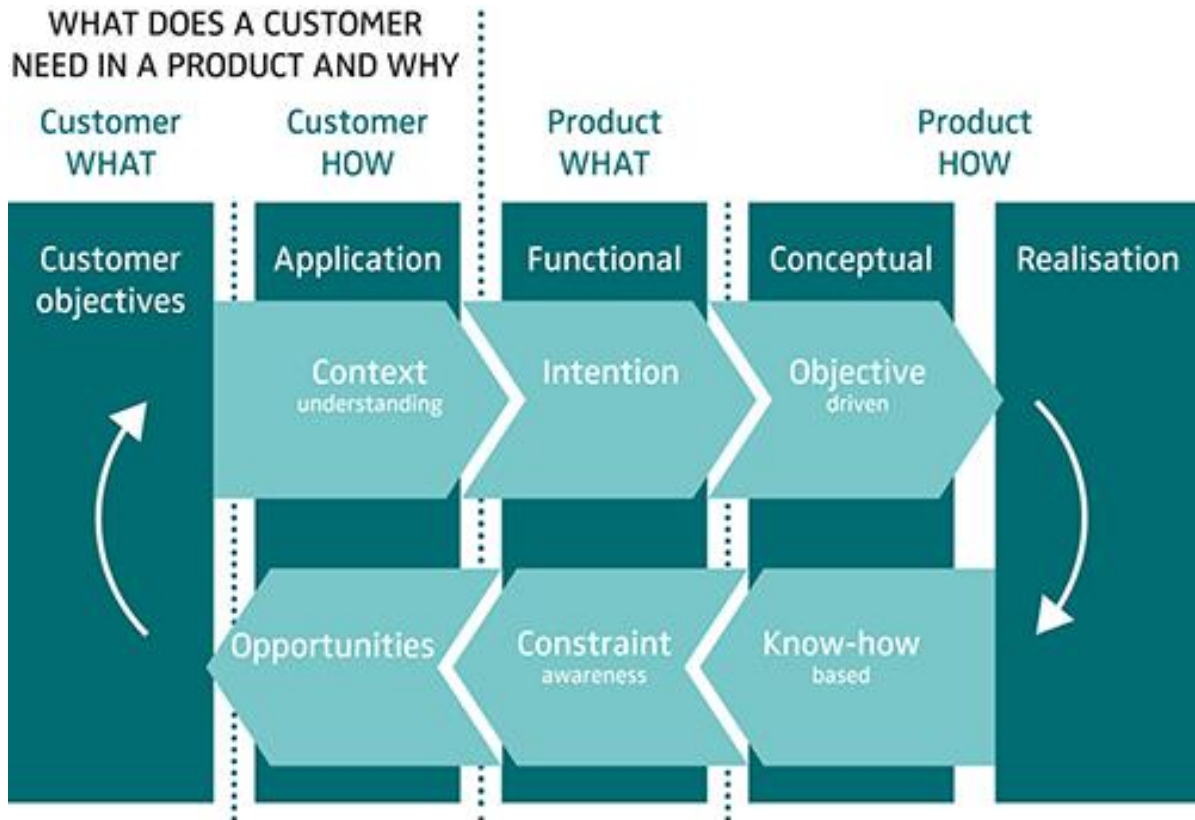 WHAT DOES A CUSTOMER
NEED IN A PRODUCT AND WHY
Customer
WHAT
Customer
HOW
Product
WHAT
Product
HOW
Customer
objectives
Application
Functional
Conceptual
Realisation
Context
understanding
Intention
Objective
driven
Opportunities
Constraint
awareness
Know-how
based